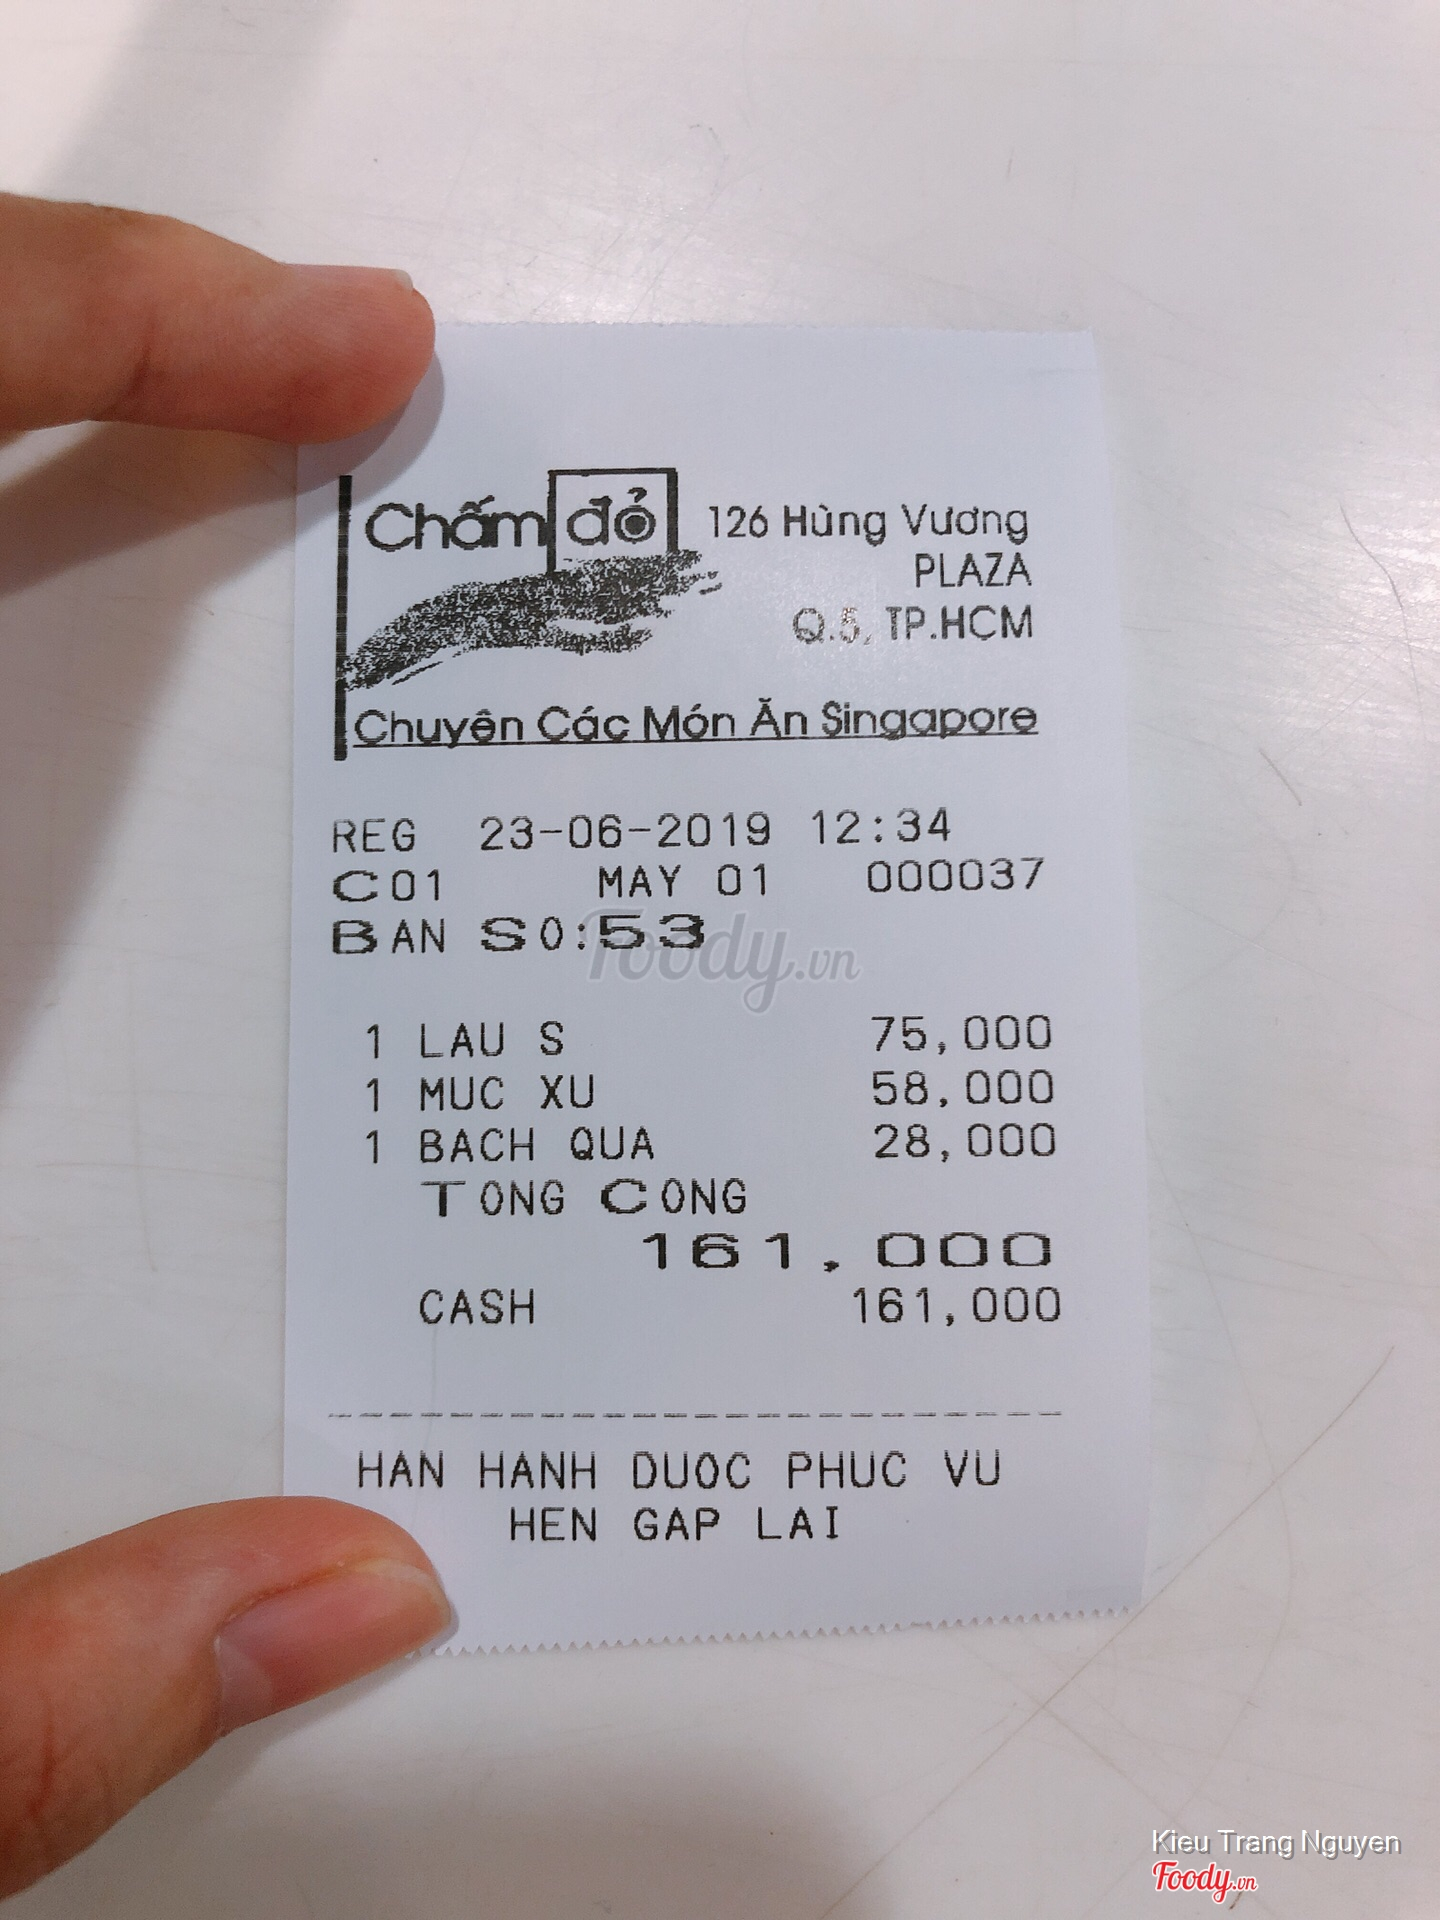 Chấm đỏ
126 Hùng Vương
PLAZA
Q.5, TP.HCM
Chuyên Các Món Ăn Singapore
REG 23-06-2019 12:34
C01 MAY 01 000037
BAN SO:53
Foody.vn
1 LAU S 75,000
1 MUC XU 58,000
1 BACH QUA 28,000
TONG CONG
161.000
CASH 161,000
HAN HANH DUOC PHUC VU
HEN GAP LAI
Kieu Trang Nguyen
Foody.vn